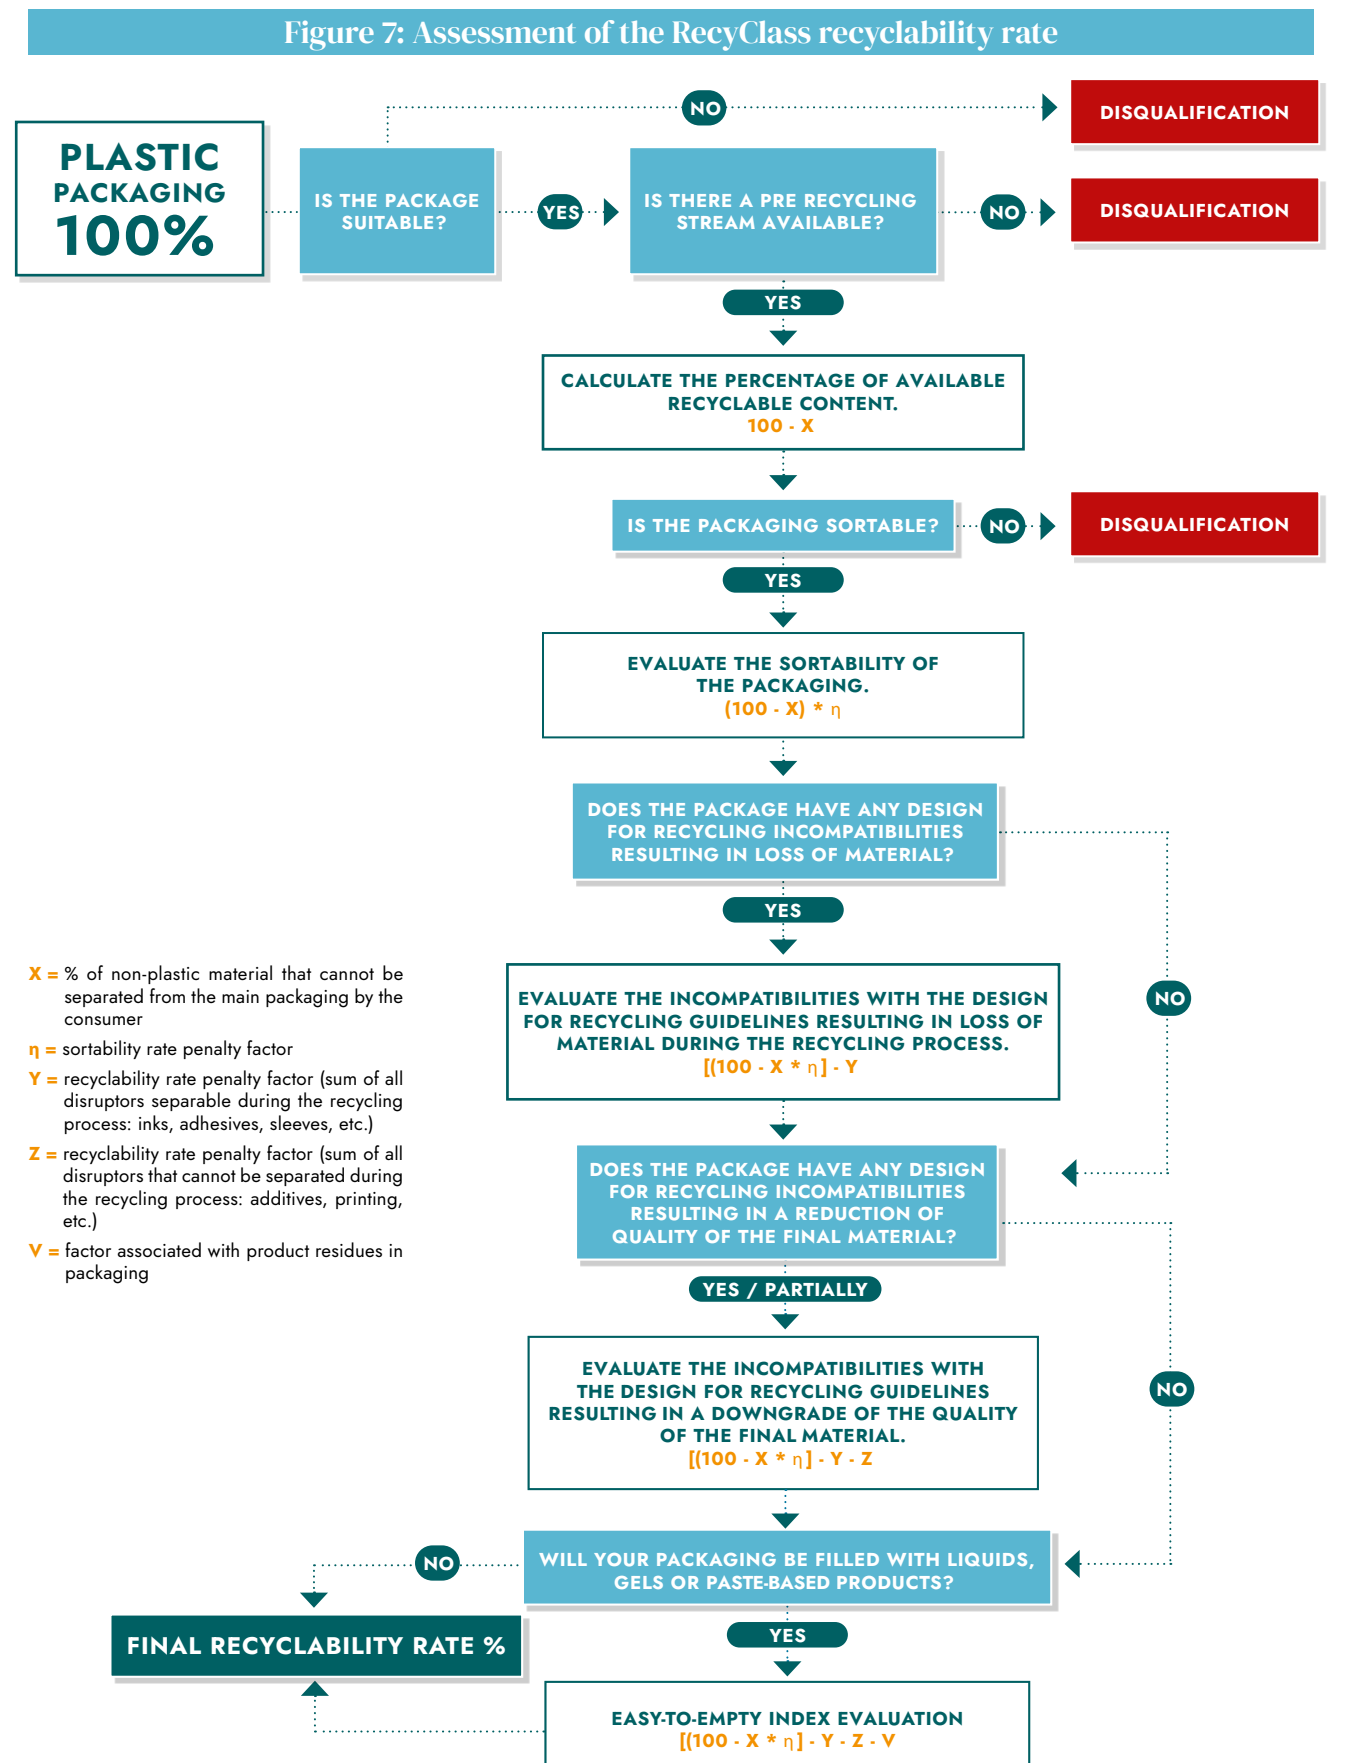 Figure 7: Assessment of the RecyClass recyclability rate
NO
DISQUALIFICATION
PLASTIC
PACKAGING
100%
IS THE PACKAGE
SUITABLE?
YES
IS THERE A PRE RECYCLING
STREAM AVAILABLE?
NO
DISQUALIFICATION
YES
CALCULATE THE PERCENTAGE OF AVAILABLE
RECYCLABLE CONTENT.
100 - X
IS THE PACKAGING SORTABLE?
NO
DISQUALIFICATION
YES
EVALUATE THE SORTABILITY OF
THE PACKAGING.
(100 - X) * η
DOES THE PACKAGE HAVE ANY DESIGN
FOR RECYCLING INCOMPATIBILITIES
RESULTING IN LOSS OF MATERIAL?
YES
NO
EVALUATE THE INCOMPATIBILITIES WITH THE DESIGN
FOR RECYCLING GUIDELINES RESULTING IN LOSS OF
MATERIAL DURING THE RECYCLING PROCESS.
[(100 - X * η] - Y
X = % of non-plastic material that cannot be
separated from the main packaging by the
consumer
η = sortability rate penalty factor
Y = recyclability rate penalty factor (sum of all
disruptors separable during the recycling
process: inks, adhesives, sleeves, etc.)
Z = recyclability rate penalty factor (sum of all
disruptors that cannot be separated during
the recycling process: additives, printing,
etc.)
V = factor associated with product residues in
packaging
DOES THE PACKAGE HAVE ANY DESIGN
FOR RECYCLING INCOMPATIBILITIES
RESULTING IN A REDUCTION OF
QUALITY OF THE FINAL MATERIAL?
YES / PARTIALLY
NO
EVALUATE THE INCOMPATIBILITIES WITH
THE DESIGN FOR RECYCLING GUIDELINES
RESULTING IN A DOWNGRADE OF THE QUALITY
OF THE FINAL MATERIAL.
[(100 - X * η] - Y - Z
WILL YOUR PACKAGING BE FILLED WITH LIQUIDS,
GELS OR PASTE-BASED PRODUCTS?
NO
YES
FINAL RECYCLABILITY RATE %
EASY-TO-EMPTY INDEX EVALUATION
[(100 - X * η] - Y - Z - V